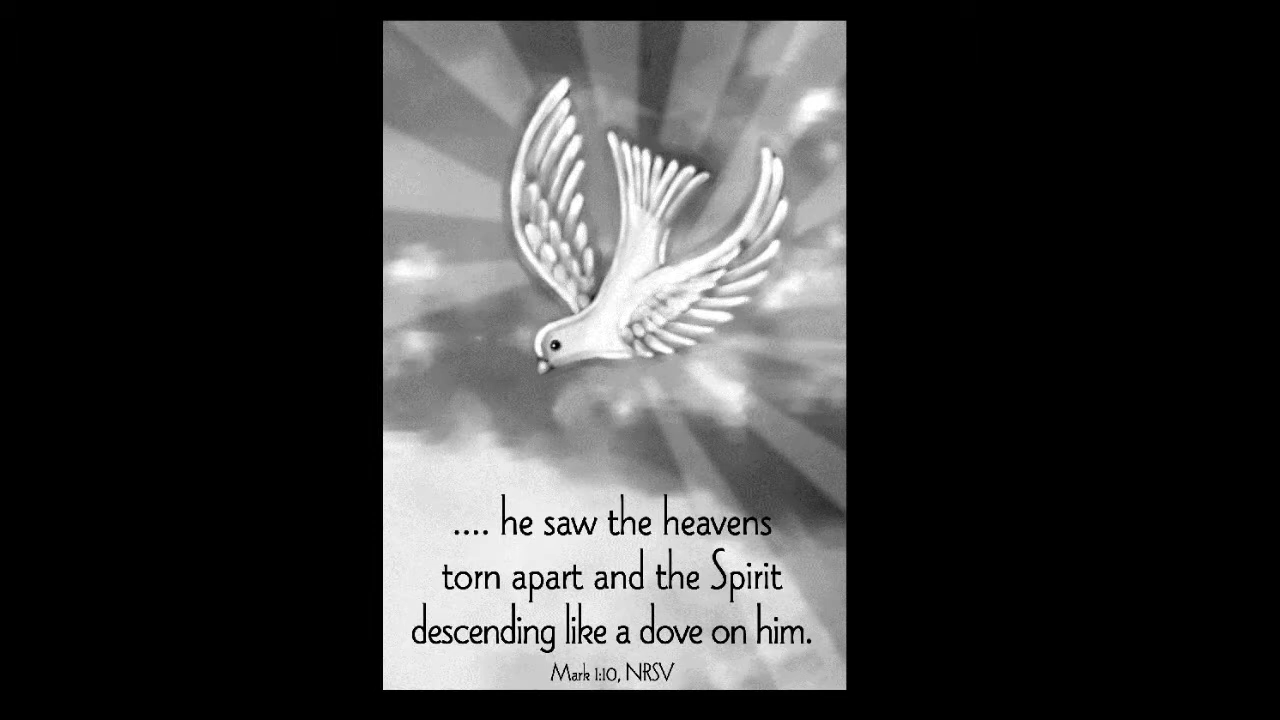 .... he saw the heavens
torn apart and the Spirit
descending like a dove on him.
Mark 1:10, NRSV